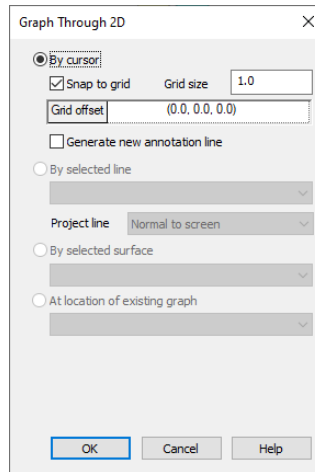 Graph Through 2D
By cursor
Snap to grid Grid size 1.0
Grid offset (0.0, 0.0, 0.0)
Generate new annotation line
By selected line
Project line Normal to screen
By selected surface
At location of existing graph
OK Cancel Help